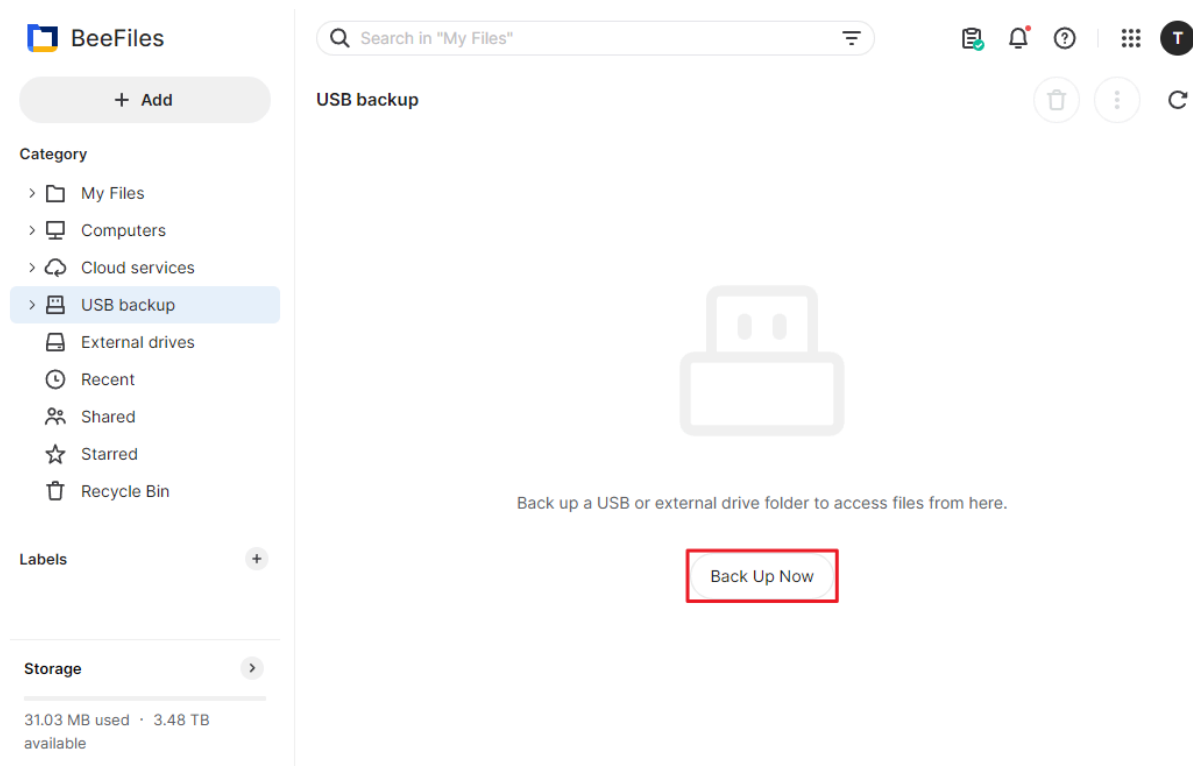 BeeFiles
Search in "My Files"
T
+ Add
USB backup
Category
My Files
Computers
Cloud services
USB backup
External drives
Recent
Shared
Starred
Recycle Bin
Back up a USB or external drive folder to access files from here.
Back Up Now
Labels
Storage
31.03 MB used · 3.48 TB
available